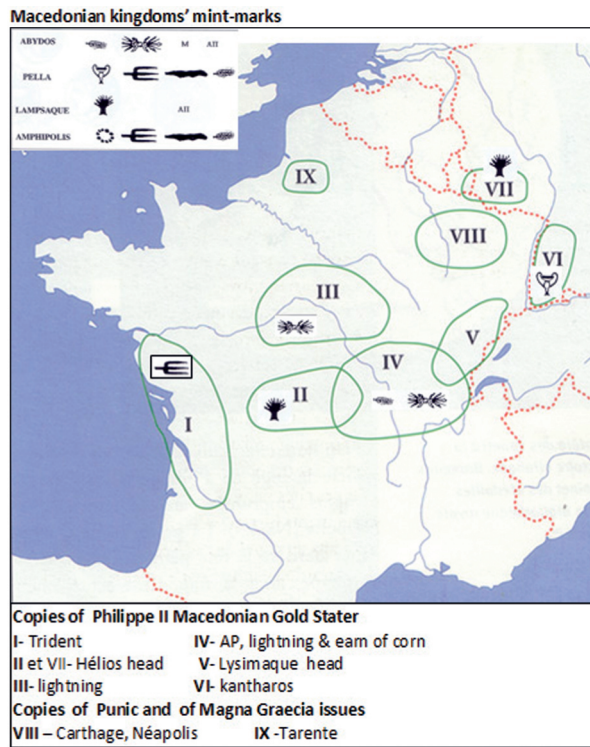 Macedonian kingdoms' mint-marks
ABYDOS M AII
PELLA
LAMPSAQUE AII
AMPHIPOLIS
IX
VII
VIII
VI
III
V
IV
II
I
Copies of Philippe II Macedonian Gold Stater
I- Trident IV- AP, lightning & eam of corn
II et VII- Hélios head V- Lysimaque head
III- lightning VI- kantharos
Copies of Punic and of Magna Graecia issues
VIII – Carthage, Néapolis IX -Tarente